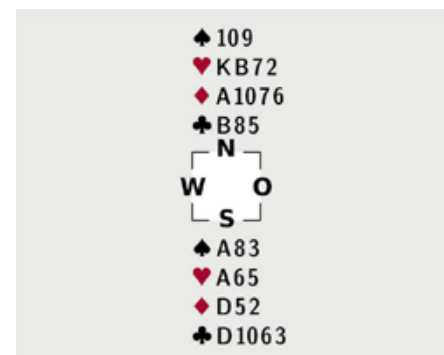 ♠ 109
♥ KB72
♦ A1076
♣ B85
N
W O
S
♠ A83
♥ A65
♦ D52
♣ D1063